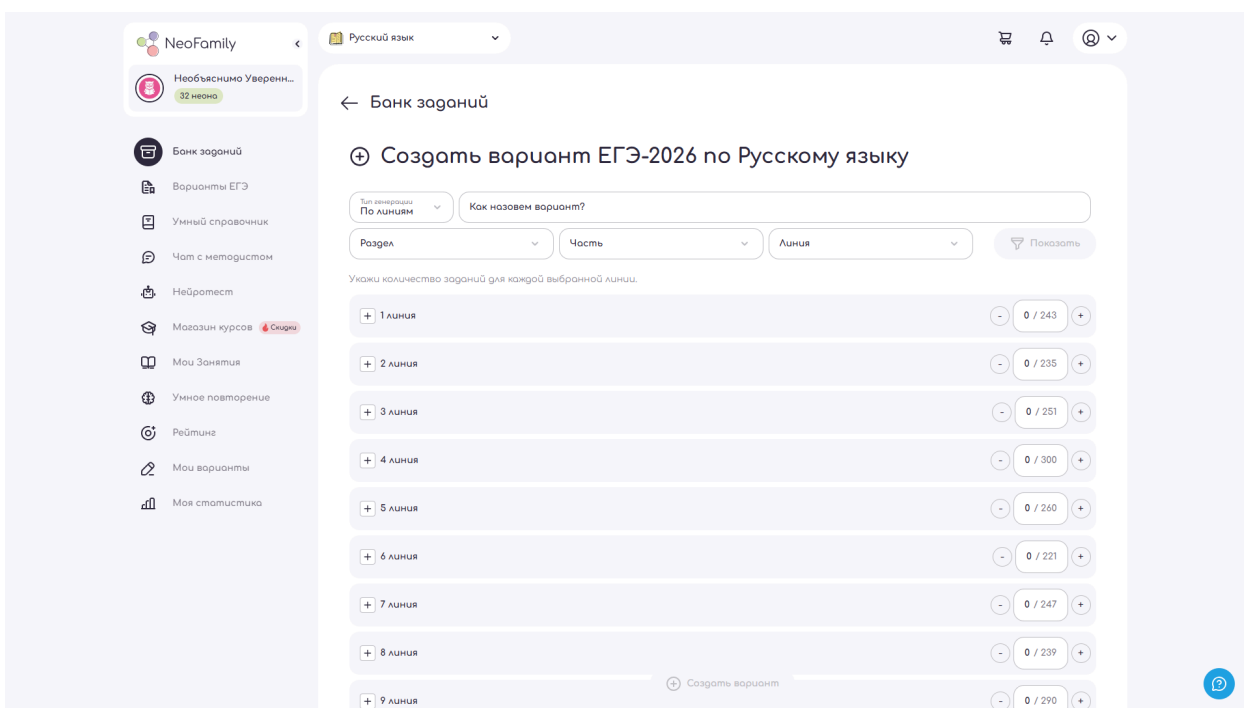 NeoFamily
Русский язык
Необъяснимо Уверенн...
32 неона
Банк заданий
Варианты ЕГЭ
Умный справочник
Чат с методистом
Нейротест
Магазин курсов
Скидки
Мои Занятия
Умное повторение
Рейтинг
Мои варианты
Моя статистика
Банк заданий
Создать вариант ЕГЭ-2026 по Русскому языку
Тип генерации
По линиям
Как назовем вариант?
Раздел
Часть
Линия
Показать
Укажи количество заданий для каждой выбранной линии.
+ 1 линия - 0 / 243 +
+ 2 линия - 0 / 235 +
+ 3 линия - 0 / 251 +
+ 4 линия - 0 / 300 +
+ 5 линия - 0 / 260 +
+ 6 линия - 0 / 221 +
+ 7 линия - 0 / 247 +
+ 8 линия - 0 / 239 +
Создать вариант
+ 9 линия - 0 / 290 +